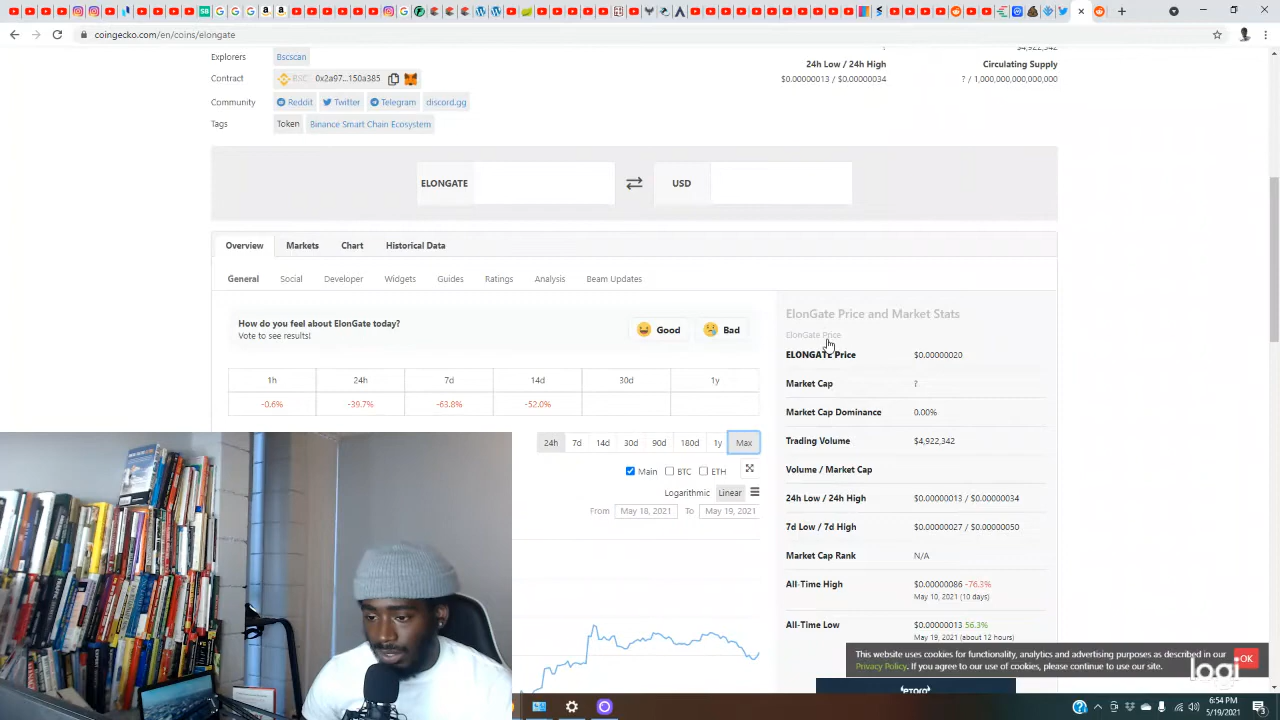 coingecko.com/en/coins/elongate
Explorers
Bscscan
Contract
BSC: 0x2a97...150a385
Community
Reddit
Twitter
Telegram
discord.gg
Tags
Token
Binance Smart Chain Ecosystem
?
$4,922,342
24h Low / 24h High
Circulating Supply
$0.00000013 / $0.00000034
? / 1,000,000,000,000,000
ELONGATE
USD
Overview
Markets
Chart
Historical Data
General
Social
Developer
Widgets
Guides
Ratings
Analysis
Beam Updates
How do you feel about ElonGate today?
Vote to see results!
Good
Bad
1h 24h 7d 14d 30d 1y
-0.6% -39.7% -63.8% -52.0%
24h 7d 14d 30d 90d 180d 1y Max
Main BTC ETH
Logarithmic Linear
From May 18, 2021 To May 19, 2021
ElonGate Price and Market Stats
ElonGate Price
ELONGATE Price $0.00000020
Market Cap ?
Market Cap Dominance 0.00%
Trading Volume $4,922,342
Volume / Market Cap
24h Low / 24h High $0.00000013 / $0.00000034
7d Low / 7d High $0.00000027 / $0.00000050
Market Cap Rank N/A
All-Time High $0.00000086 -76.3%
May 10, 2021 (10 days)
All-Time Low $0.00000013 56.3%
May 19, 2021 (about 12 hours)
This website uses cookies for functionality, analytics and advertising purposes as described in our
Privacy Policy. If you agree to our use of cookies, please continue to use our site.
OK
logi
eToro
6:54 PM
5/19/2021